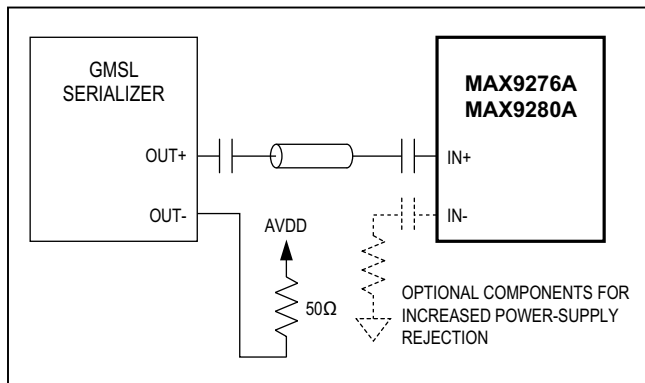 GMSL
SERIALIZER
MAX9276A
MAX9280A
OUT+
IN+
OUT-
IN-
AVDD
50Ω
OPTIONAL COMPONENTS FOR
INCREASED POWER-SUPPLY
REJECTION